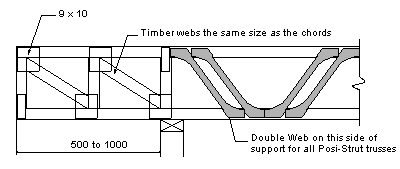 9 x 10
Timber webs the same size as the chords
500 to 1000
Double Web on this side of
support for all Posi-Strut trusses